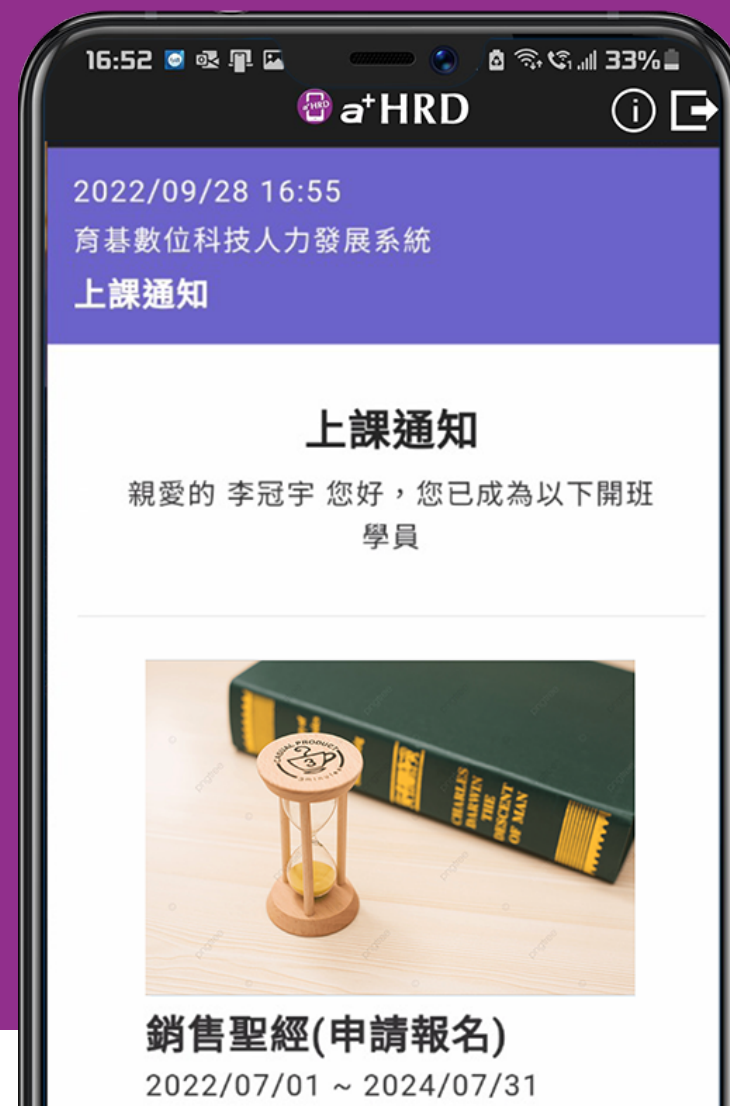 16:52
33%
a+HRD
2022/09/28 16:55
育碁數位科技人力發展系統
上課通知
上課通知
親愛的 李冠宇 您好，您已成為以下開班
學員
CASUAL PRODUCT
3
3minutes
CHARLES
DARWIN
THE
DESCENT
OF MAN
銷售聖經(申請報名)
2022/07/01 ~ 2024/07/31